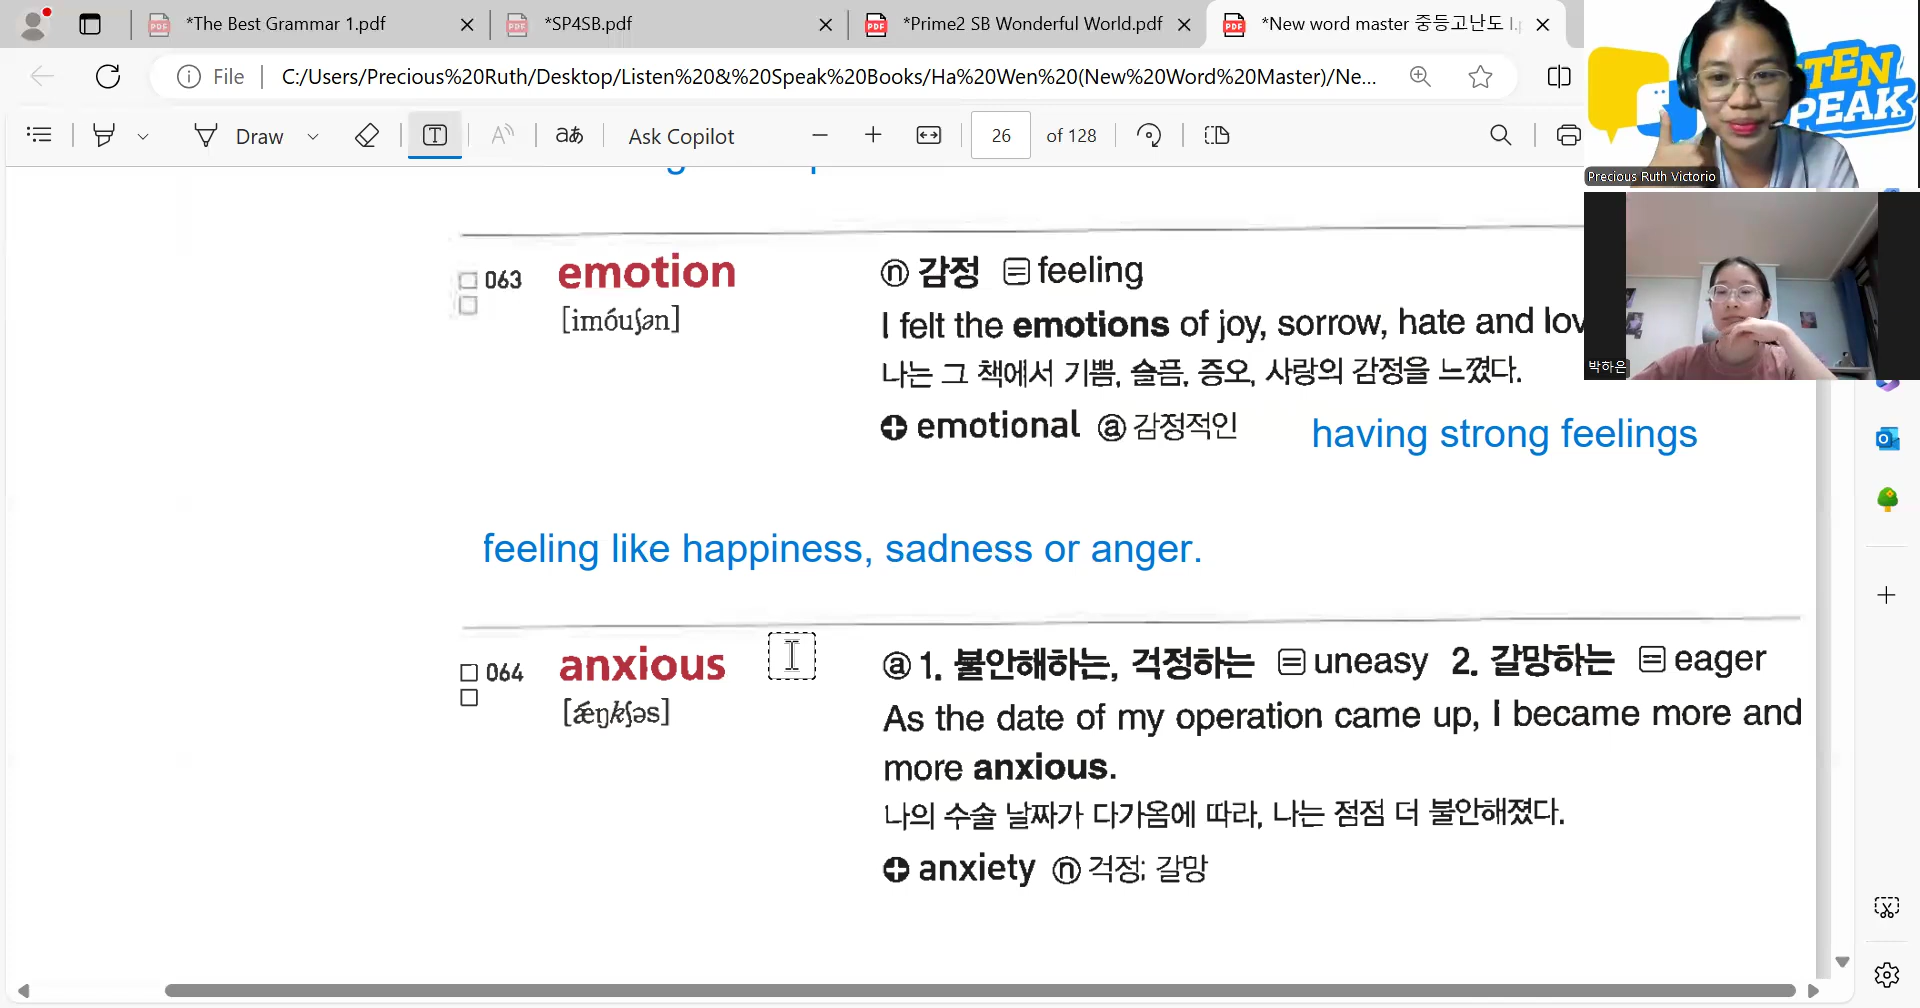 *The Best Grammar 1.pdf
*SP4SB.pdf
*Prime2 SB Wonderful World.pdf
*New word master 중등고난도
File
C:/Users/Precious%20Ruth/Desktop/Listen%20&%20Speak%20Books/Ha%20Wen%20(New%20Word%20Master)/Ne...
Draw
aあ
Ask Copilot
26
of 128
TEN
PEAK
Precious Ruth Victorio
박하은
063 emotion
[imóuʃən]
ⓝ 감정 = feeling
I felt the emotions of joy, sorrow, hate and lov
나는 그 책에서 기쁨, 슬픔, 증오, 사랑의 감정을 느꼈다.
+ emotional ⓐ 감정적인
having strong feelings
feeling like happiness, sadness or anger.
064 anxious
[ǽŋkʃəs]
ⓐ 1. 불안해하는, 걱정하는 = uneasy 2. 갈망하는 = eager
As the date of my operation came up, I became more and
more anxious.
나의 수술 날짜가 다가옴에 따라, 나는 점점 더 불안해졌다.
+ anxiety ⓝ 걱정; 갈망